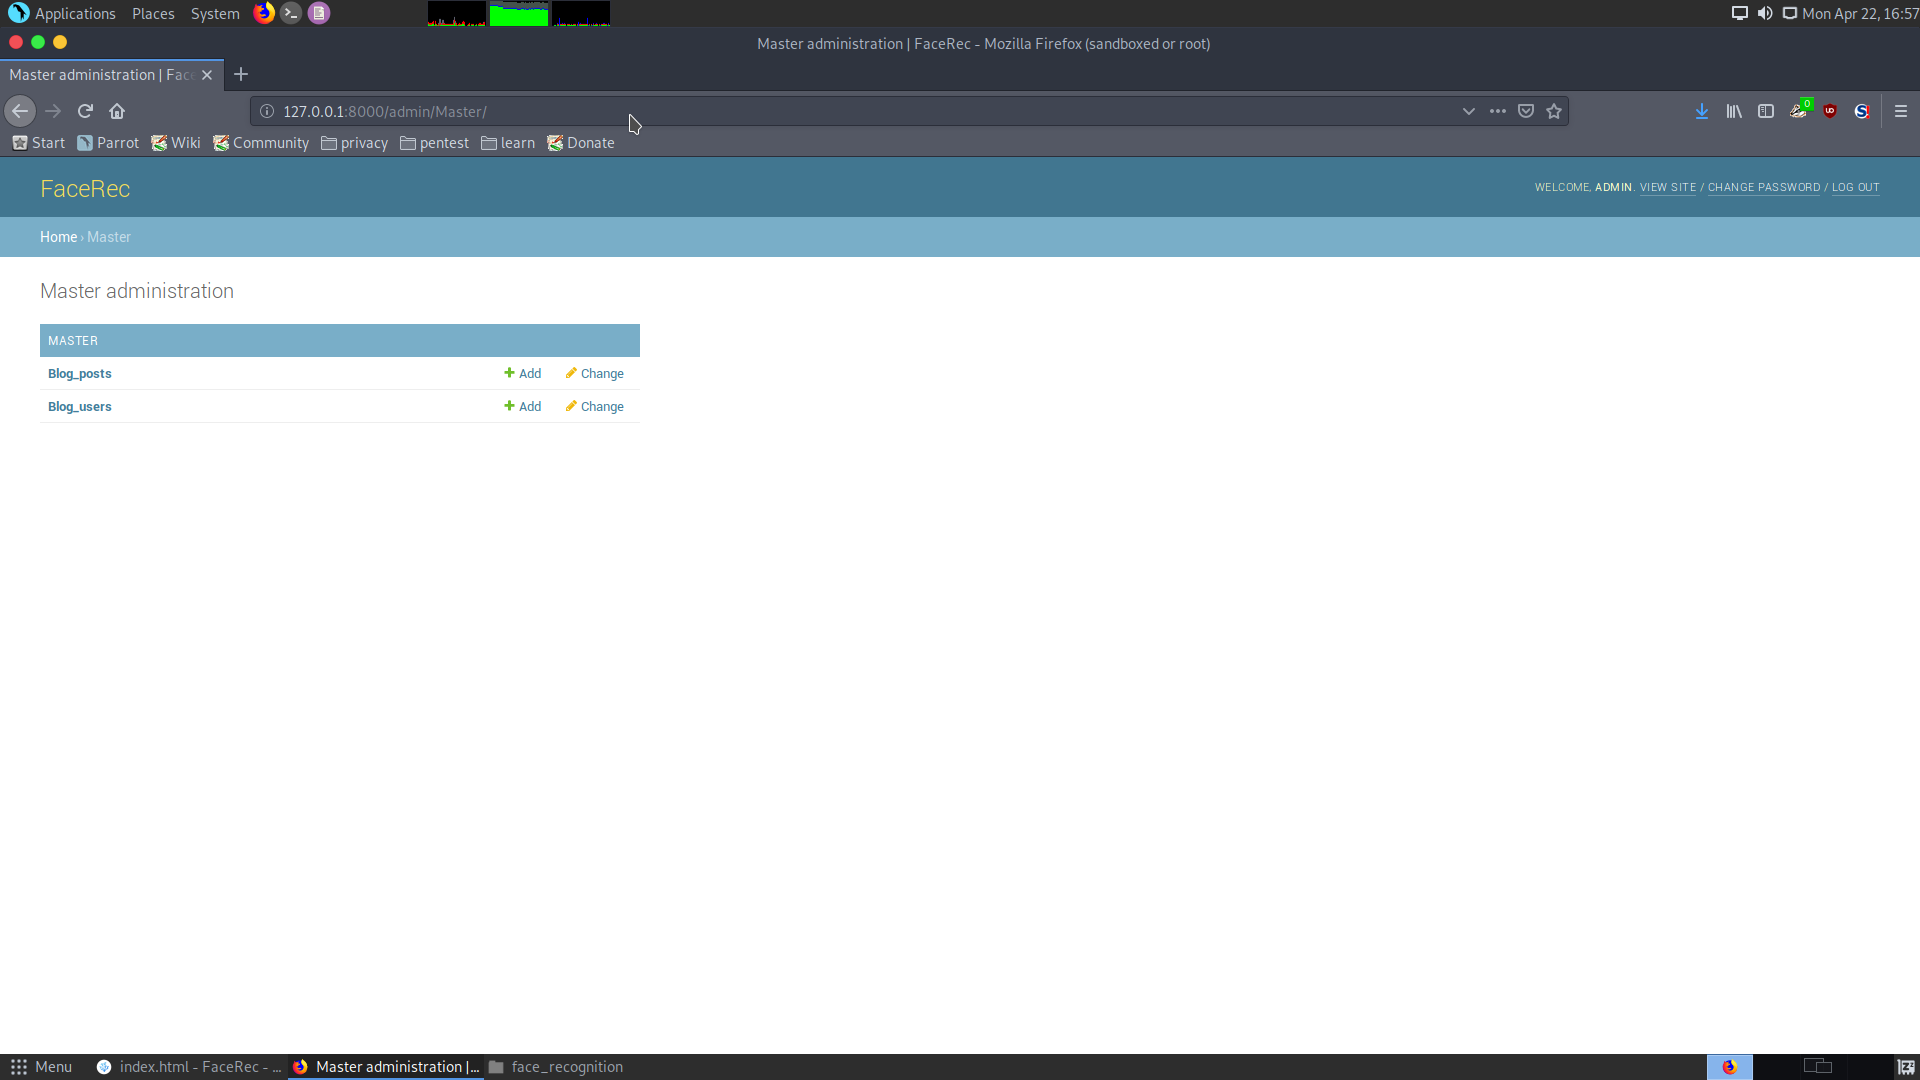 Applications Places System Mon Apr 22, 16:57
Master administration | FaceRec - Mozilla Firefox (sandboxed or root)
Master administration | Face
127.0.0.1:8000/admin/Master/
0
Start Parrot Wiki Community privacy pentest learn Donate
FaceRec WELCOME, ADMIN. VIEW SITE / CHANGE PASSWORD / LOG OUT
Home › Master
Master administration
MASTER
Blog_posts Add Change
Blog_users Add Change
Menu index.html - FaceRec - ... Master administration |... face_recognition